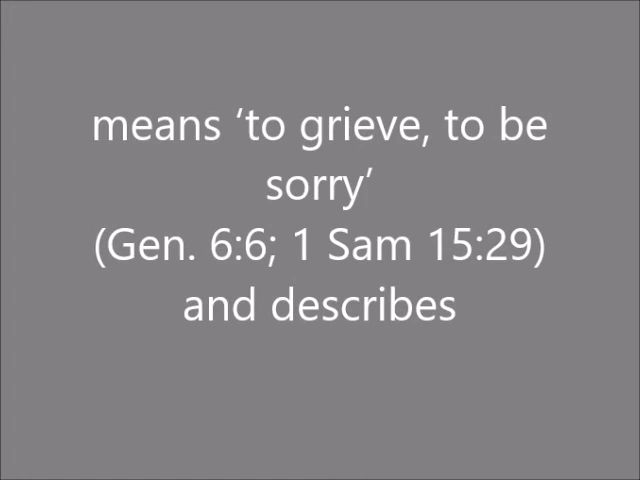 means ‘to grieve, to be
sorry’
(Gen. 6:6; 1 Sam 15:29)
and describes